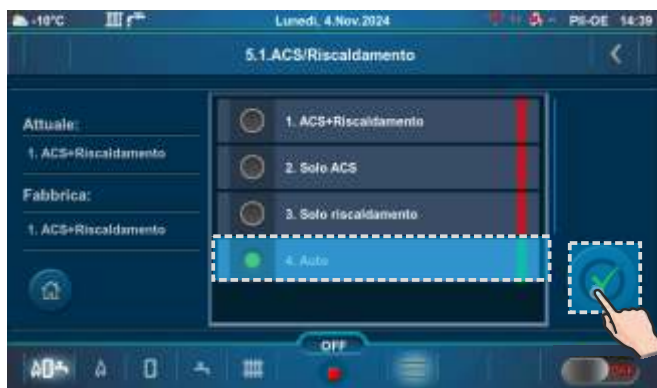 -10°C Lunedì, 4.Nov.2024 PII-OE 14:39
5.1.ACS/Riscaldamento
Attuale:
1. ACS+Riscaldamento
Fabbrica:
1. ACS+Riscaldamento
1. ACS+Riscaldamento
2. Solo ACS
3. Solo riscaldamento
4. Auto
OFF